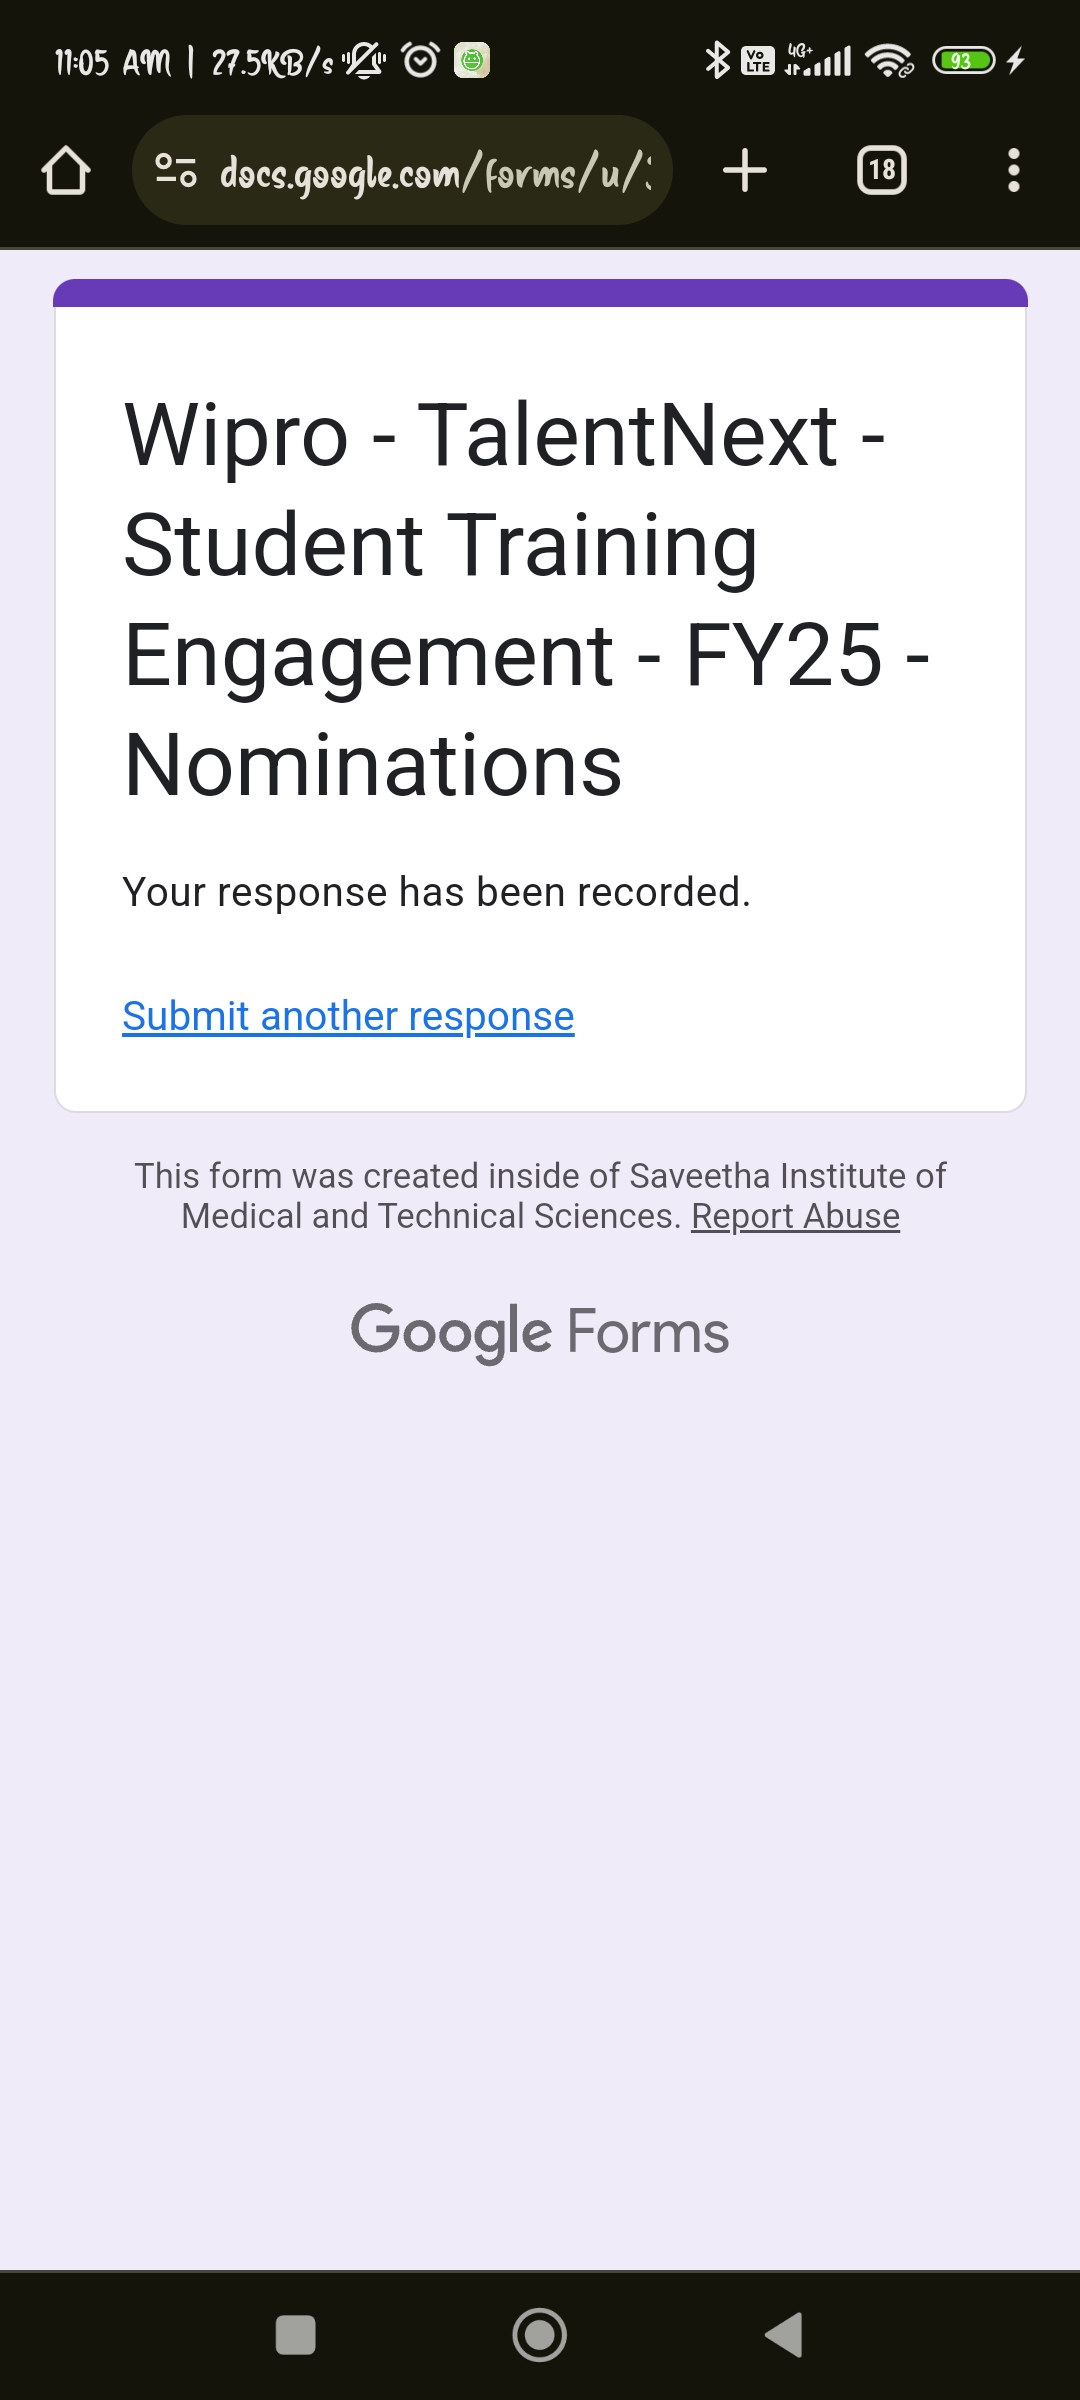 11:05 AM | 27.5KB/s
Vo LTE 4G+ 93
docs.google.com/forms/u/
18
Wipro - TalentNext -
Student Training
Engagement - FY25 -
Nominations
Your response has been recorded.
Submit another response
This form was created inside of Saveetha Institute of
Medical and Technical Sciences. Report Abuse
Google Forms